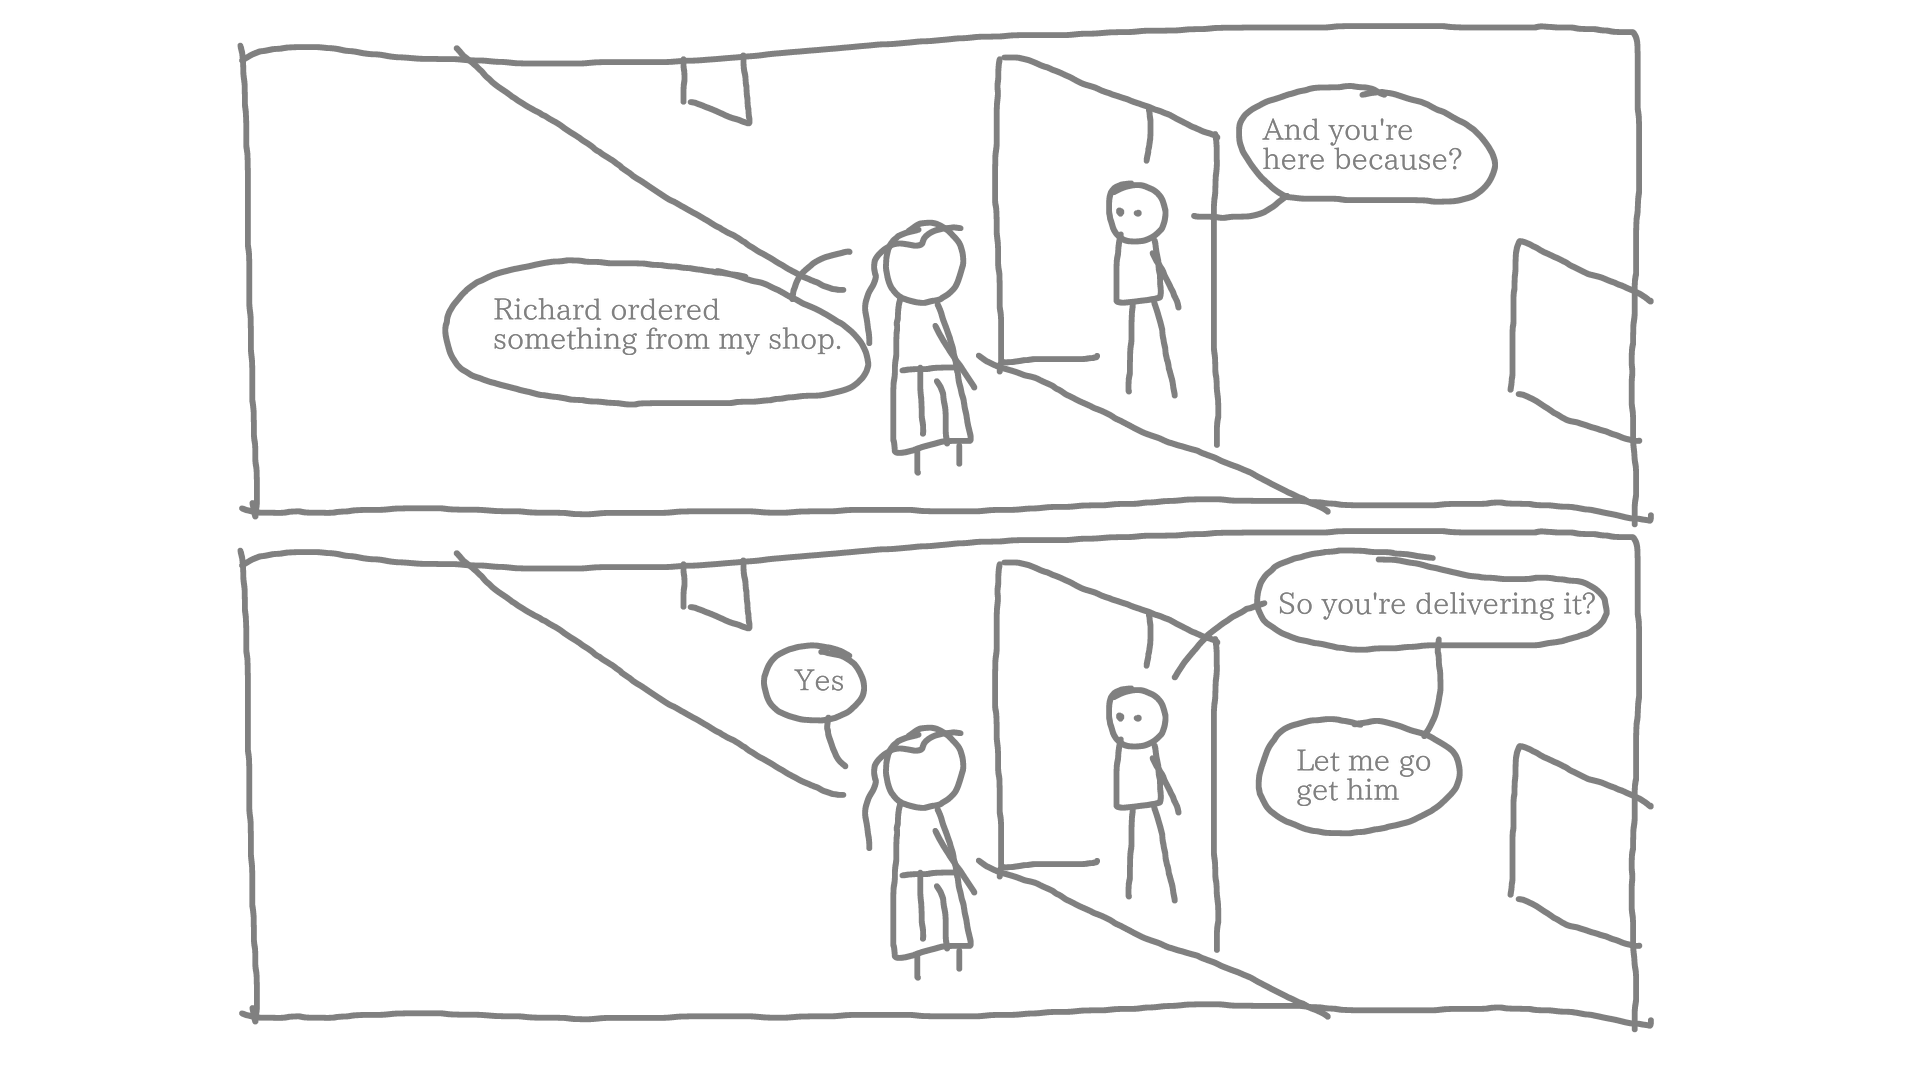 And you're
here because?
Richard ordered
something from my shop.
So you're delivering it?
Yes
Let me go
get him